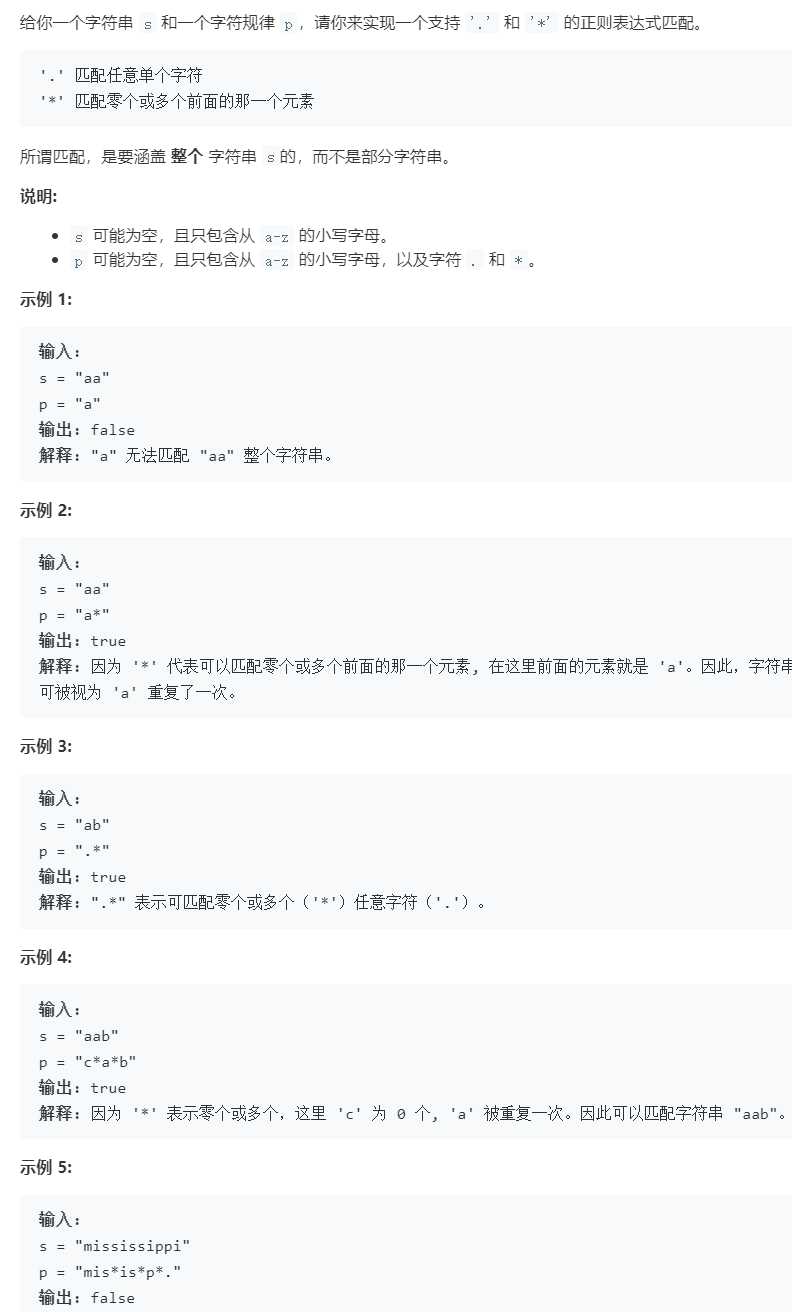 给你一个字符串 s 和一个字符规律 p，请你来实现一个支持 '.' 和 '*' 的正则表达式匹配。
'.' 匹配任意单个字符
'*' 匹配零个或多个前面的那一个元素
所谓匹配，是要涵盖 整个 字符串 s的，而不是部分字符串。
说明:
• s 可能为空，且只包含从 a-z 的小写字母。
• p 可能为空，且只包含从 a-z 的小写字母，以及字符 . 和 *。
示例 1:
输入:
s = "aa"
p = "a"
输出: false
解释: "a" 无法匹配 "aa" 整个字符串。
示例 2:
输入:
s = "aa"
p = "a*"
输出: true
解释: 因为 '*' 代表可以匹配零个或多个前面的那一个元素, 在这里前面的元素就是 'a'。因此，字符串
可被视为 'a' 重复了一次。
示例 3:
输入:
s = "ab"
p = ".*"
输出: true
解释: ".*" 表示可匹配零个或多个（'*'）任意字符（'.'）。
示例 4:
输入:
s = "aab"
p = "c*a*b"
输出: true
解释: 因为 '*' 表示零个或多个，这里 'c' 为 0 个, 'a' 被重复一次。因此可以匹配字符串 "aab"。
示例 5:
输入:
s = "mississippi"
p = "mis*is*p*."
输出: false